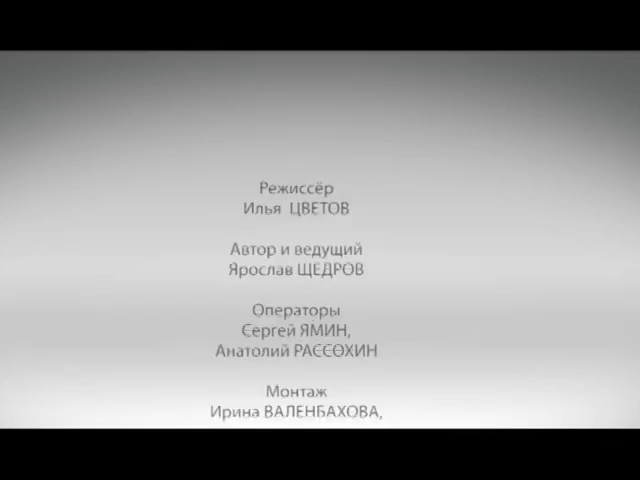 Режиссёр
Илья ЦВЕТОВ
Автор и ведущий
Ярослав ЩЕДРОВ
Операторы
Сергей ЯМИН,
Анатолий РАССОХИН
Монтаж
Ирина ВАЛЕНБАХОВА,